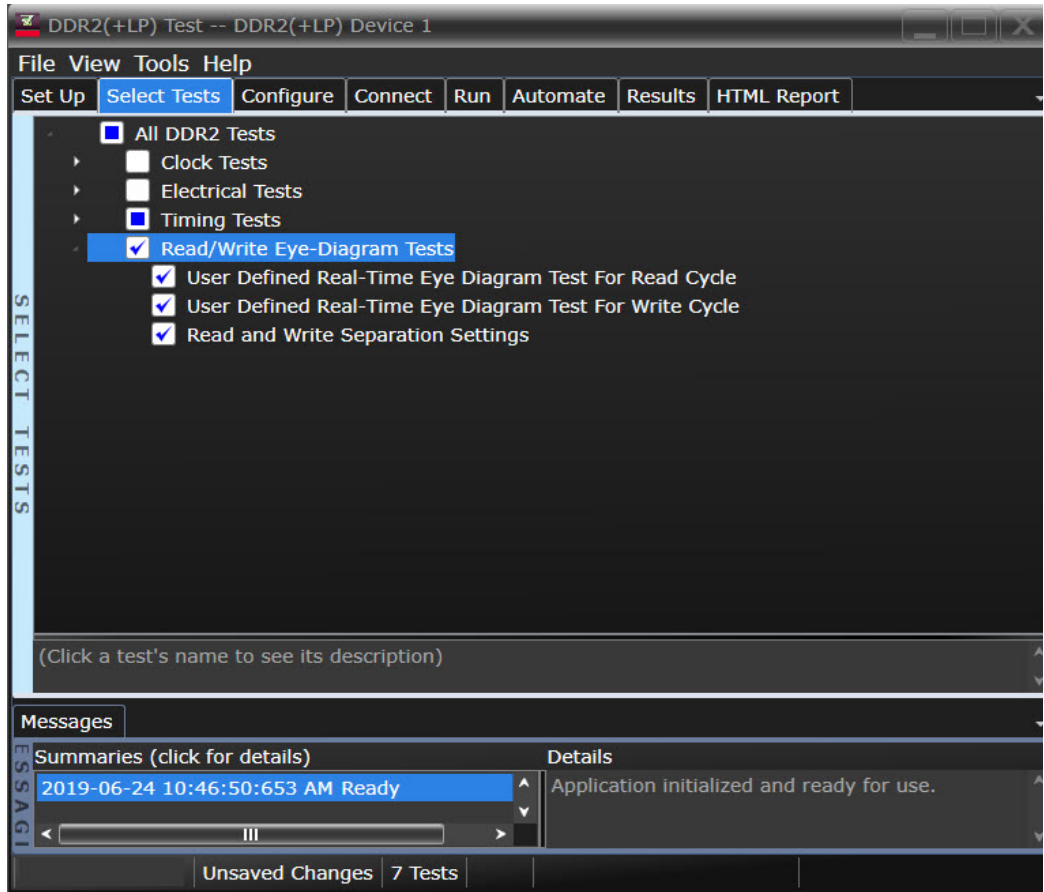 DDR2(+LP) Test -- DDR2(+LP) Device 1
File View Tools Help
Set Up Select Tests Configure Connect Run Automate Results HTML Report
All DDR2 Tests
Clock Tests
Electrical Tests
Timing Tests
Read/Write Eye-Diagram Tests
User Defined Real-Time Eye Diagram Test For Read Cycle
User Defined Real-Time Eye Diagram Test For Write Cycle
Read and Write Separation Settings
SELECT TESTS
(Click a test's name to see its description)
Messages
ESSAG
Summaries (click for details) Details
2019-06-24 10:46:50:653 AM Ready Application initialized and ready for use.
Unsaved Changes 7 Tests